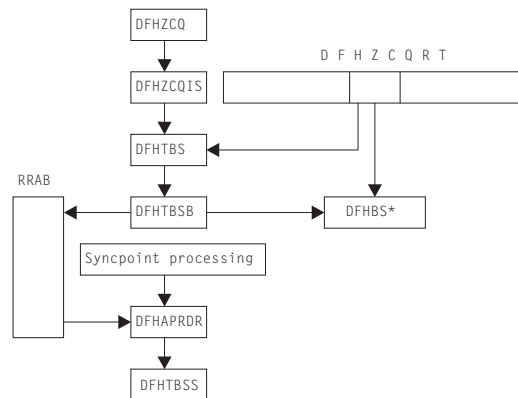 DFHZCQ
D F H Z C Q R T
DFHZCQIS
DFHTBS
RRAB
DFHTBSB
DFHBS*
Syncpoint processing
DFHAPRDR
DFHTBSS